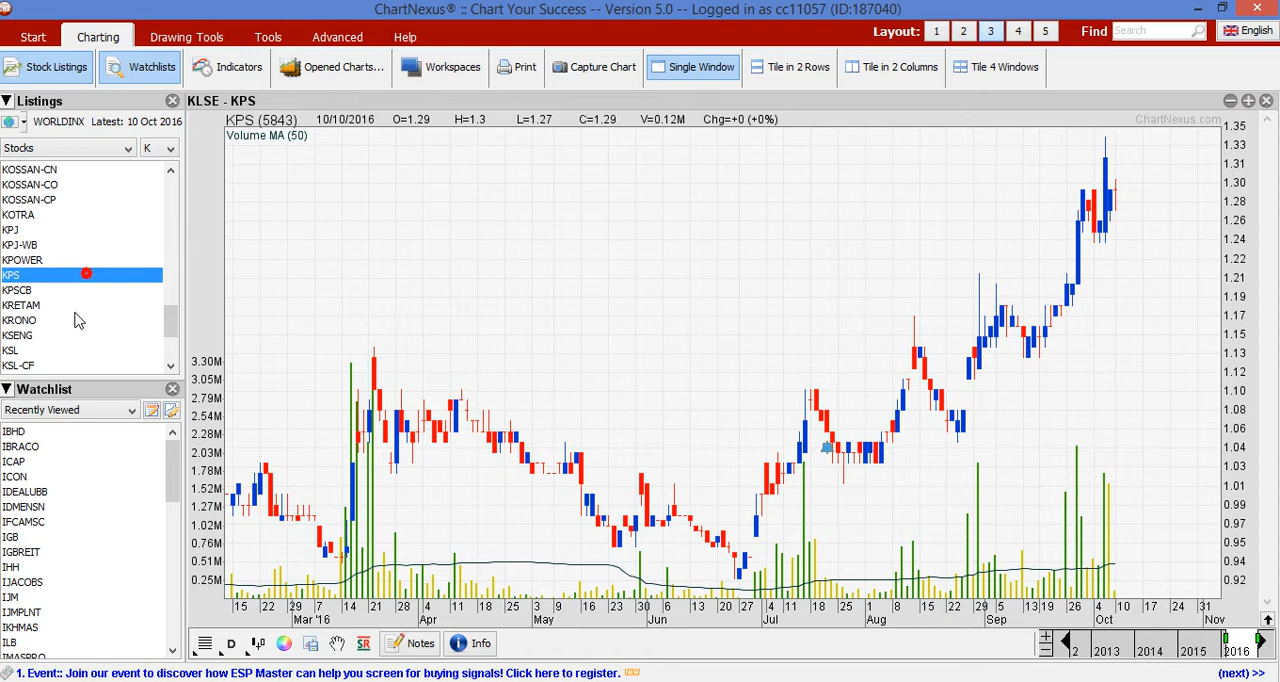 ChartNexus® :: Chart Your Success -- Version 5.0 -- Logged in as cc11057 (ID:187040)
Start Charting Drawing Tools Tools Advanced Help Layout: 1 2 3 4 5 Find Search English
Stock Listings Watchlists Indicators Opened Charts... Workspaces Print Capture Chart Single Window Tile in 2 Rows Tile in 2 Columns Tile 4 Windows
Listings
WORLDINX Latest: 10 Oct 2016
Stocks K
KOSSAN-CN
KOSSAN-CO
KOSSAN-CP
KOTRA
KPJ
KPJ-WB
KPOWER
KPS
KPSCB
KRETAM
KRONO
KSENG
KSL
KSL-CF
Watchlist
Recently Viewed
IBHD
IBRACO
ICAP
ICON
IDEALUBB
IDMENSN
IFCAMSC
IGB
IGBREIT
IHH
IJACOBS
IJM
IJMPLNT
IKHMAS
ILB
IMASPRO
KLSE - KPS
KPS (5843) 10/10/2016 O=1.29 H=1.3 L=1.27 C=1.29 V=0.12M Chg=+0 (+0%) ChartNexus.com
Volume MA (50)
1.35
1.33
1.31
1.30
1.28
1.26
1.24
1.22
1.21
1.19
1.17
1.15
1.13
1.12
1.10
1.08
1.06
1.04
1.03
1.01
0.99
0.97
0.95
0.94
0.92
3.30M
3.05M
2.79M
2.54M
2.28M
2.03M
1.78M
1.52M
1.27M
1.02M
0.76M
0.51M
0.25M
15 22 29 7 14 21 28 4 11 18 25 3 9 16 23 30 13 20 27 4 11 18 25 1 8 15 22 29 5 13 19 26 4 10 17 24 31
Mar '16 Apr May Jun Jul Aug Sep Oct Nov
D SR Notes Info 2 2013 2014 2015 2016
1. Event:: Join our event to discover how ESP Master can help you screen for buying signals! Click here to register. NEW (next) >>